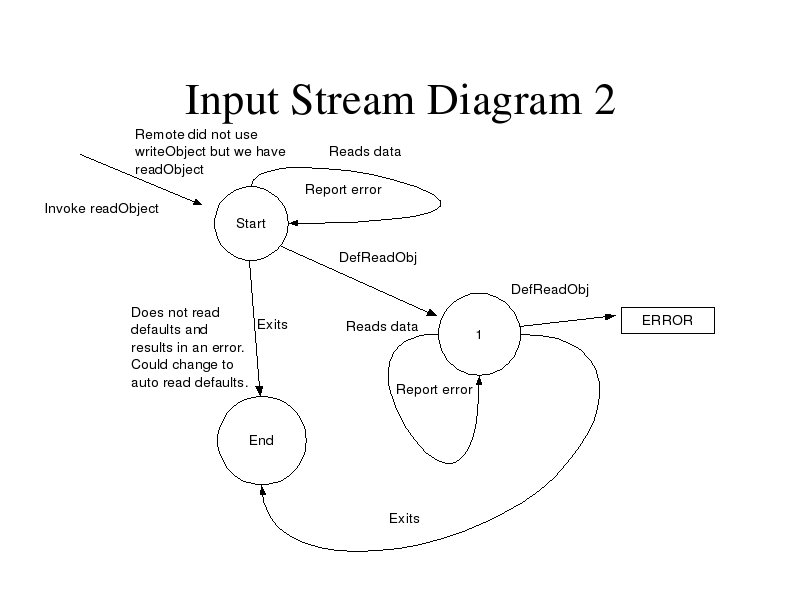 Input Stream Diagram 2
Remote did not use
writeObject but we have
readObject
Reads data
Report error
Invoke readObject
Start
DefReadObj
DefReadObj
Does not read
defaults and
results in an error.
Could change to
auto read defaults.
Exits
Reads data
1
ERROR
Report error
End
Exits